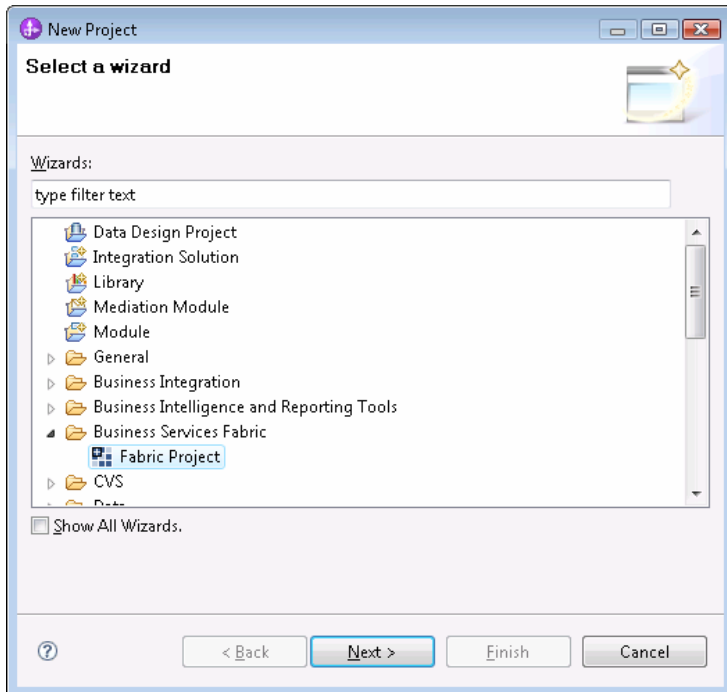 New Project
Select a wizard
Wizards:
type filter text
Data Design Project
Integration Solution
Library
Mediation Module
Module
General
Business Integration
Business Intelligence and Reporting Tools
Business Services Fabric
Fabric Project
CVS
Data
Show All Wizards.
? < Back Next > Finish Cancel